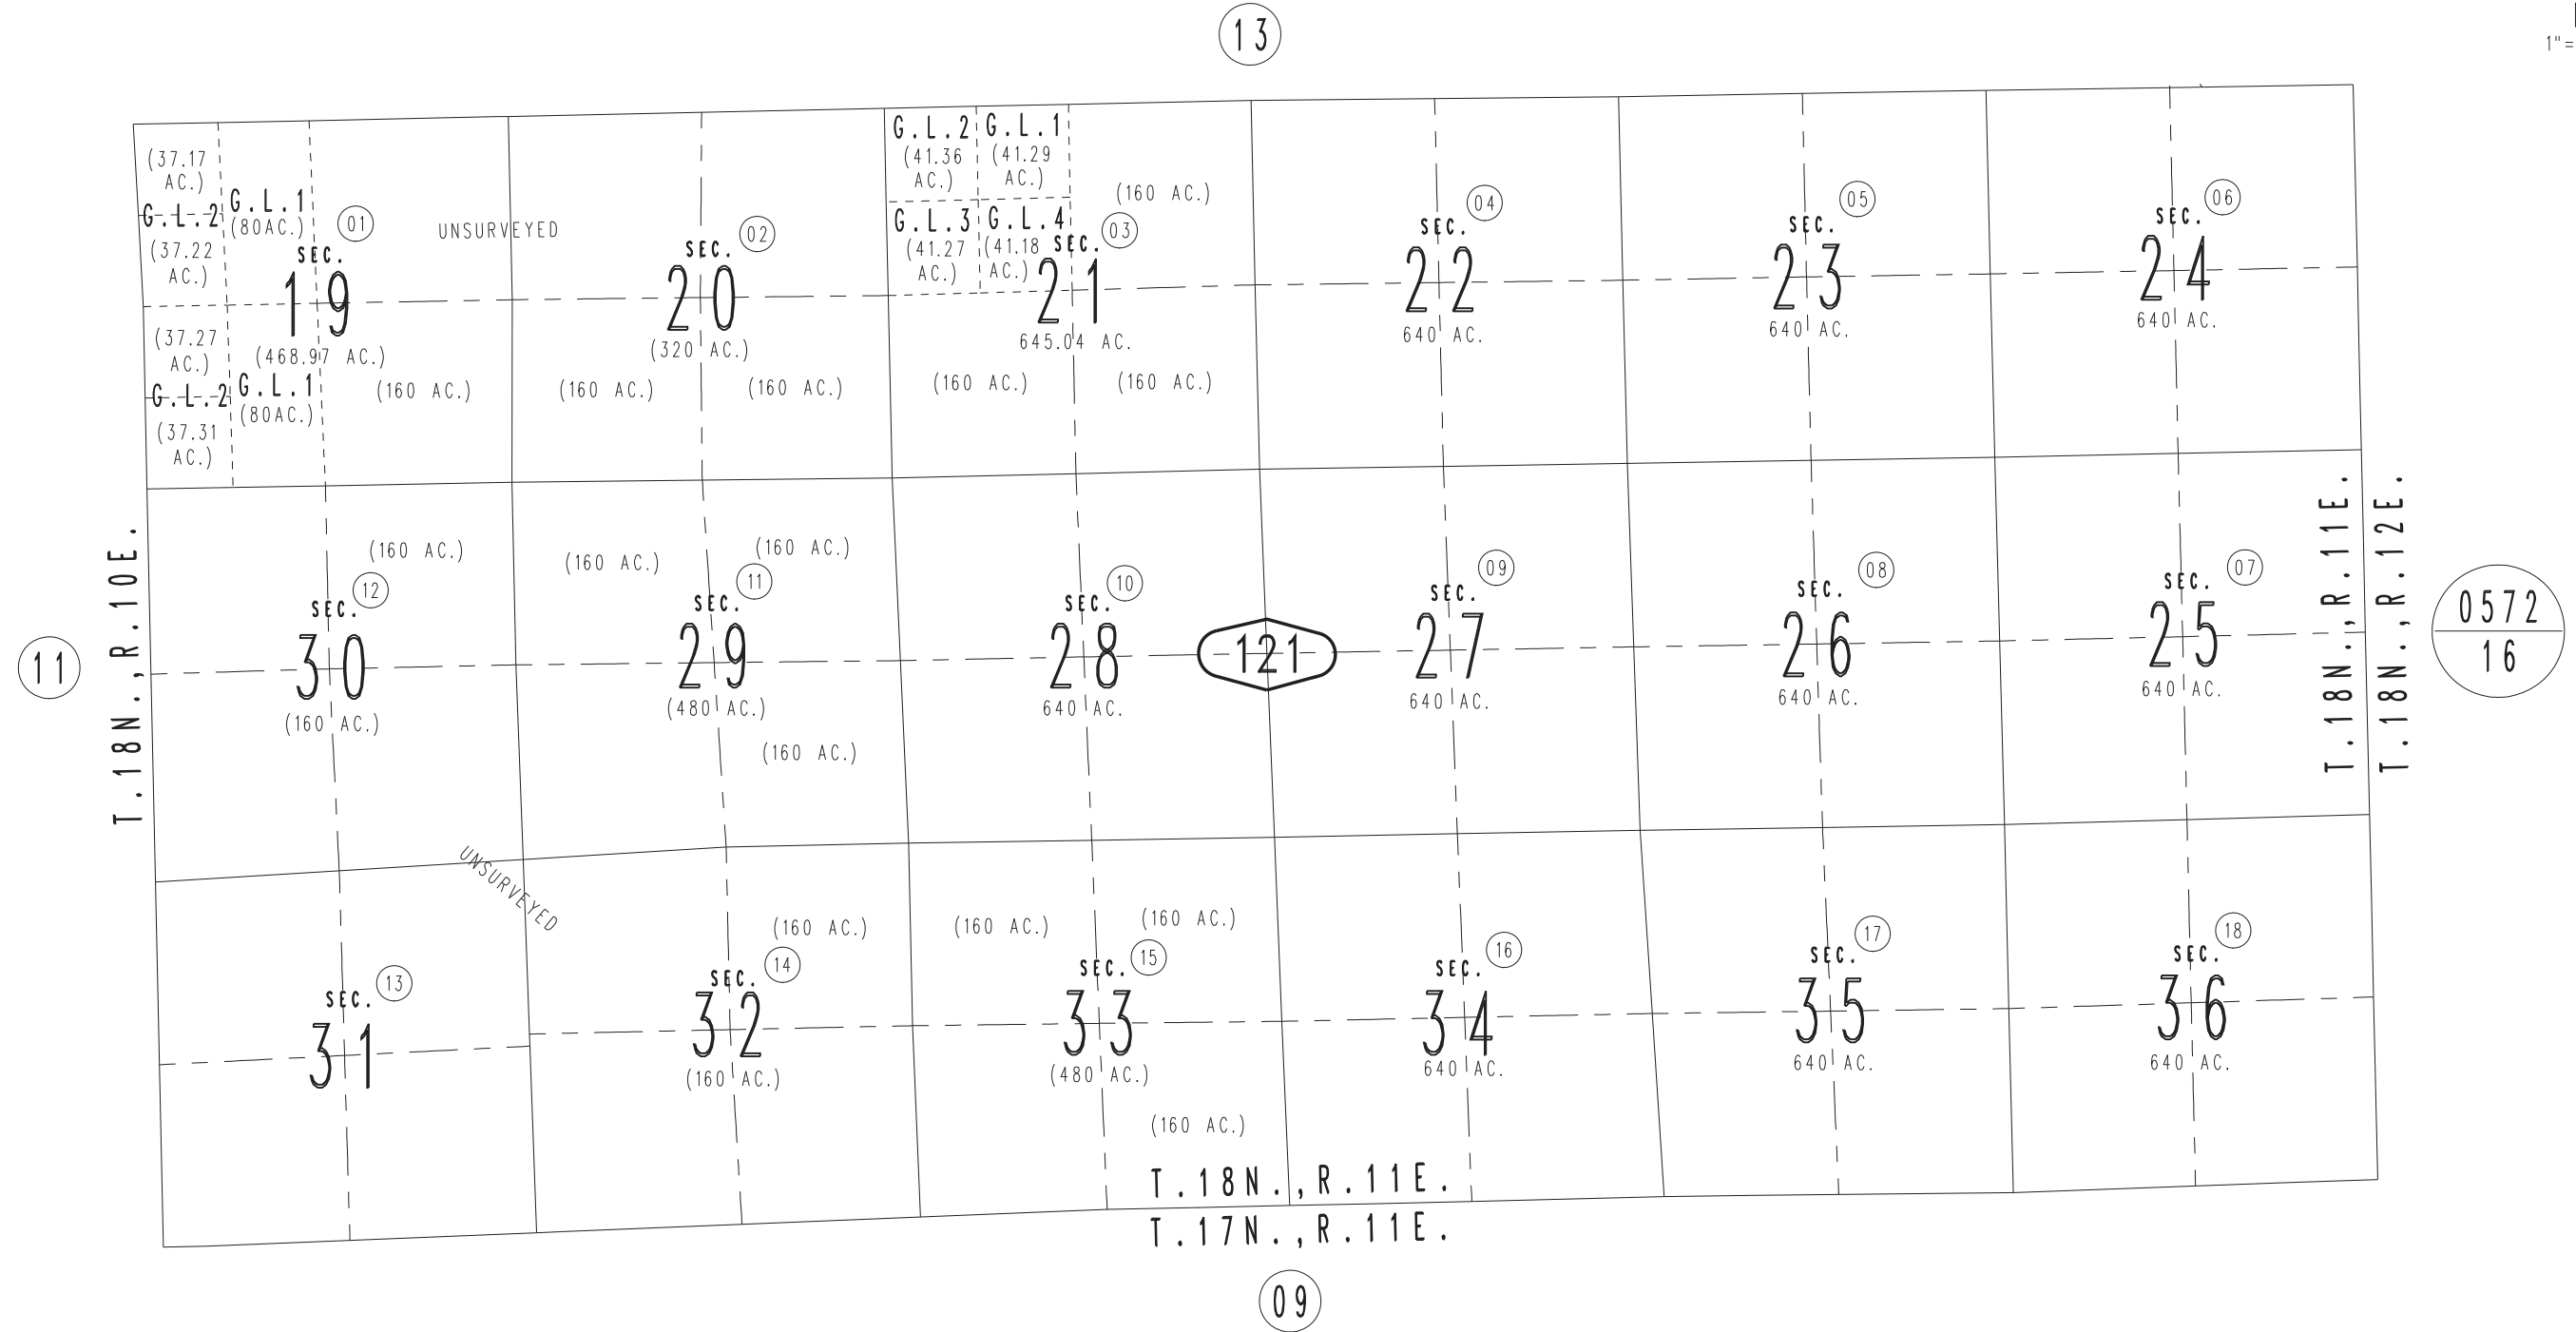 13
1"=
(37.17
AC.)
G.L.2
(37.22
AC.)
G.L.1
(80AC.)
01
SEC.
19
(468.97 AC.)
(37.27
AC.)
G.L.2
(37.31
AC.)
G.L.1
(80AC.)
(160 AC.)
UNSURVEYED
02
SEC.
20
(320 AC.)
(160 AC.)
(160 AC.)
G.L.2
(41.36
AC.)
G.L.1
(41.29
AC.)
G.L.3
(41.27
AC.)
G.L.4
(41.18
AC.)
(160 AC.)
03
SEC.
21
645.04 AC.
(160 AC.)
(160 AC.)
04
SEC.
22
640 AC.
05
SEC.
23
640 AC.
06
SEC.
24
640 AC.
T.18N.,R.10E.
11
(160 AC.)
12
SEC.
30
(160 AC.)
(160 AC.)
(160 AC.)
11
SEC.
29
(480 AC.)
(160 AC.)
10
SEC.
28
640 AC.
121
09
SEC.
27
640 AC.
08
SEC.
26
640 AC.
07
SEC.
25
640 AC.
T.18N.,R.11E.
T.18N.,R.12E.
0572
16
UNSURVEYED
13
SEC.
31
(160 AC.)
14
SEC.
32
(160 AC.)
(160 AC.)
(160 AC.)
15
SEC.
33
(480 AC.)
(160 AC.)
16
SEC.
34
640 AC.
17
SEC.
35
640 AC.
18
SEC.
36
640 AC.
T.18N.,R.11E.
T.17N.,R.11E.
09